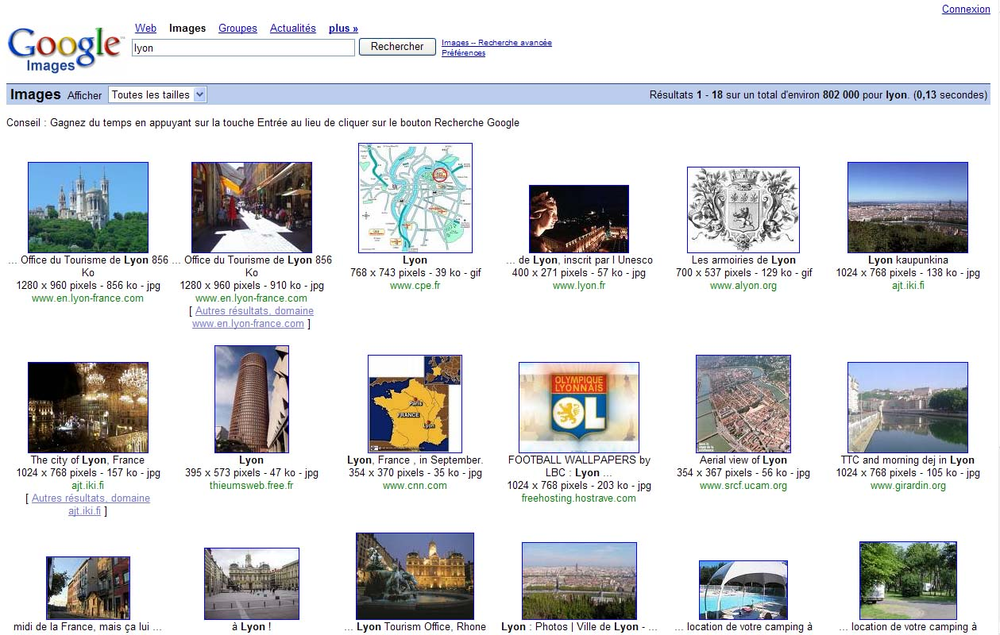 Connexion
Web Images Groupes Actualités plus »
Google
Images
lyon
Rechercher
Images -- Recherche avancée
Préférences
Images Afficher Toutes les tailles
Résultats 1 - 18 sur un total d'environ 802 000 pour lyon. (0,13 secondes)
Conseil : Gagnez du temps en appuyant sur la touche Entrée au lieu de cliquer sur le bouton Recherche Google
... Office du Tourisme de Lyon 856
Ko
1280 x 960 pixels - 856 ko - jpg
www.en.lyon-france.com
... Office du Tourisme de Lyon 856
Ko
1280 x 960 pixels - 910 ko - jpg
www.en.lyon-france.com
[ Autres résultats, domaine
www.en.lyon-france.com ]
Lyon
768 x 743 pixels - 39 ko - gif
www.cpe.fr
... de Lyon, inscrit par l Unesco
400 x 271 pixels - 57 ko - jpg
www.lyon.fr
Les armoiries de Lyon
700 x 537 pixels - 129 ko - gif
www.alyon.org
Lyon kaupunkina
1024 x 768 pixels - 138 ko - jpg
ajt.iki.fi
The city of Lyon, France
1024 x 768 pixels - 157 ko - jpg
ajt.iki.fi
[ Autres résultats, domaine
ajt.iki.fi ]
Lyon
395 x 573 pixels - 47 ko - jpg
thieumsweb.free.fr
Paris
FRANCE
Lyon
Lyon, France , in September.
354 x 370 pixels - 35 ko - jpg
www.cnn.com
OLYMPIQUE
LYONNAIS
OL
FOOTBALL WALLPAPERS by
LBC : Lyon ...
1024 x 768 pixels - 203 ko - jpg
freehosting.hostrave.com
Aerial view of Lyon
354 x 367 pixels - 56 ko - jpg
www.srcf.ucam.org
TTC and morning dej in Lyon
1024 x 768 pixels - 105 ko - jpg
www.girardin.org
midi de la France, mais ça lui ...
à Lyon !
... Lyon Tourism Office, Rhone
Lyon : Photos | Ville de Lyon - ...
... location de votre camping à
... location de votre camping à